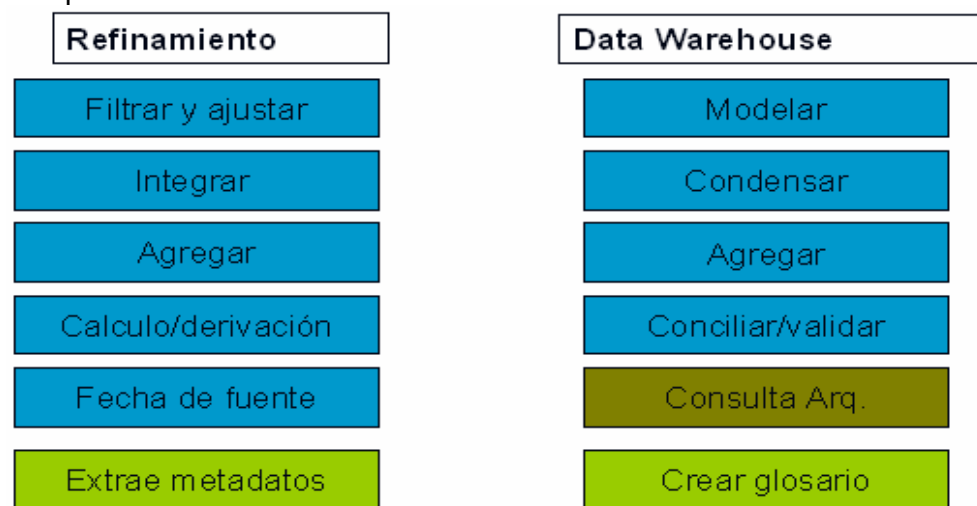 Refinamiento
Filtrar y ajustar
Integrar
Agregar
Calculo/derivación
Fecha de fuente
Extrae metadatos
Data Warehouse
Modelar
Condensar
Agregar
Conciliar/validar
Consulta Arq.
Crear glosario